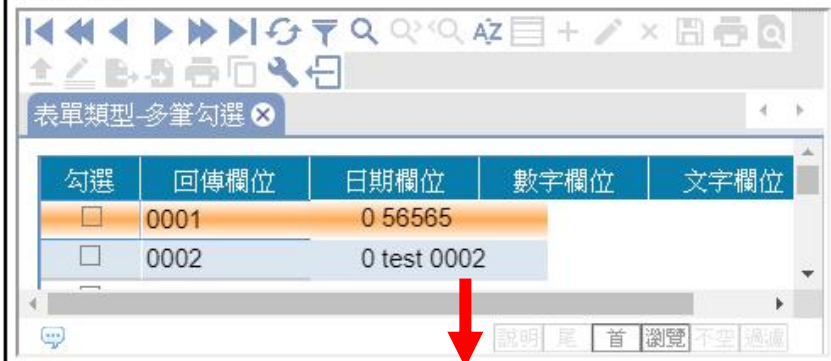 AZ
表單類型-多筆勾選
勾選 回傳欄位 日期欄位 數字欄位 文字欄位
0001 0 56565
0002 0 test 0002
說明 尾 首 瀏覽 不空 過濾